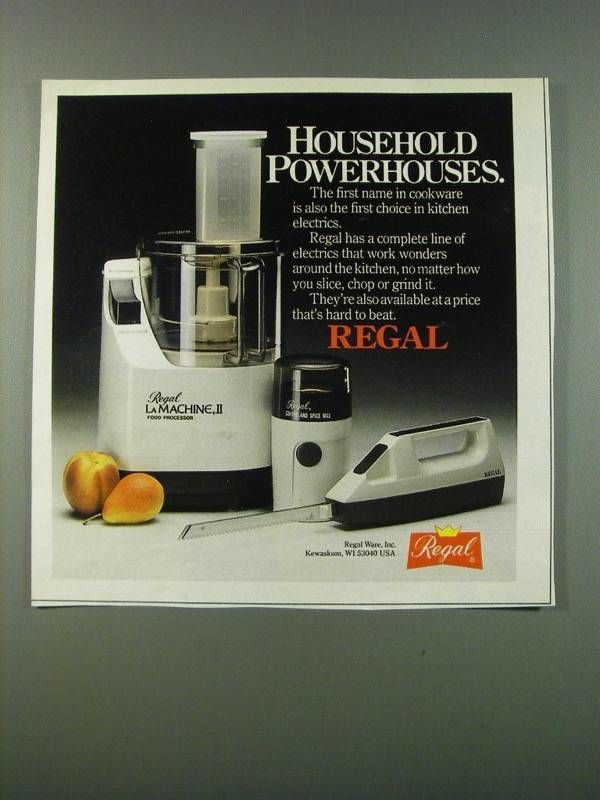 HOUSEHOLD
POWERHOUSES.
The first name in cookware
is also the first choice in kitchen
electrics.
Regal has a complete line of
electrics that work wonders
around the kitchen, no matter how
you slice, chop or grind it.
They're also available at a price
that's hard to beat.
REGAL
Regal
LA MACHINE, II
FOOD PROCESSOR
Regal
COFFEE AND SPICE MILL
REGAL
Regal Ware, Inc.
Kewaskum, WI 53040 USA
Regal ®